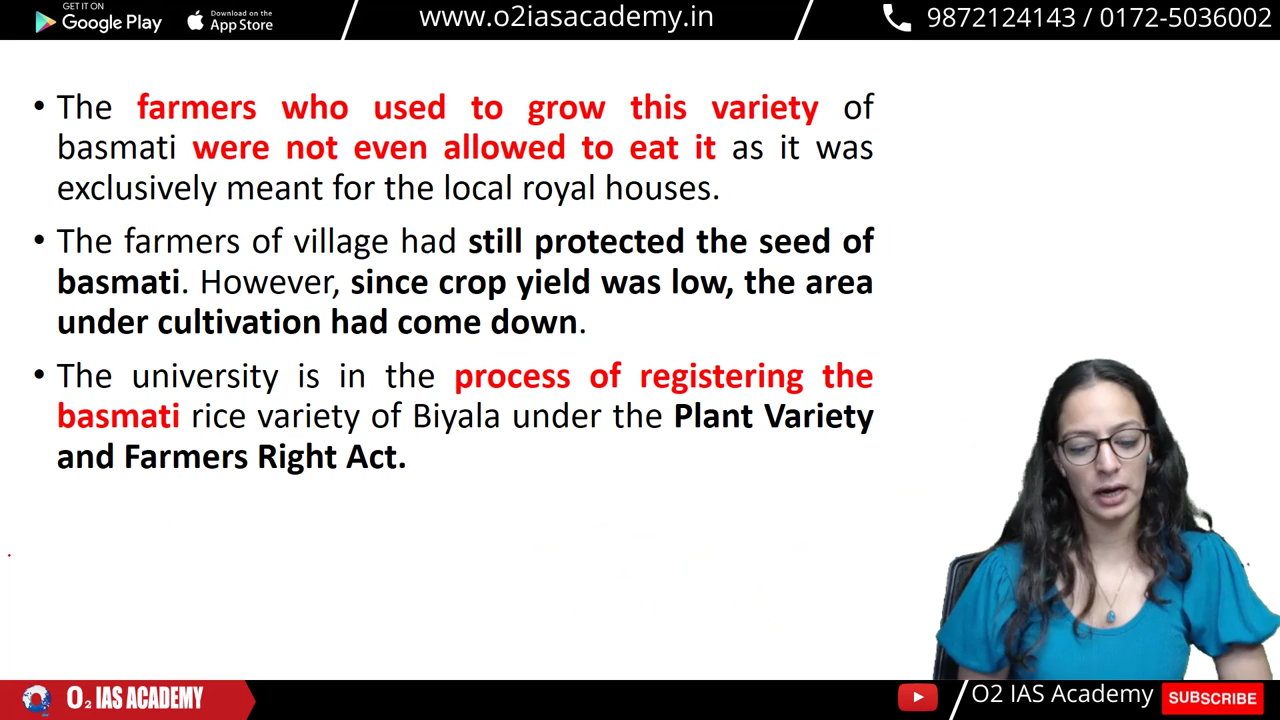 GET IT ON
Google Play
Download on the
App Store
www.o2iasacademy.in
9872124143 / 0172-5036002
• The farmers who used to grow this variety of
basmati were not even allowed to eat it as it was
exclusively meant for the local royal houses.
• The farmers of village had still protected the seed of
basmati. However, since crop yield was low, the area
under cultivation had come down.
• The university is in the process of registering the
basmati rice variety of Biyala under the Plant Variety
and Farmers Right Act.
O2 IAS ACADEMY
O2 IAS Academy
SUBSCRIBE